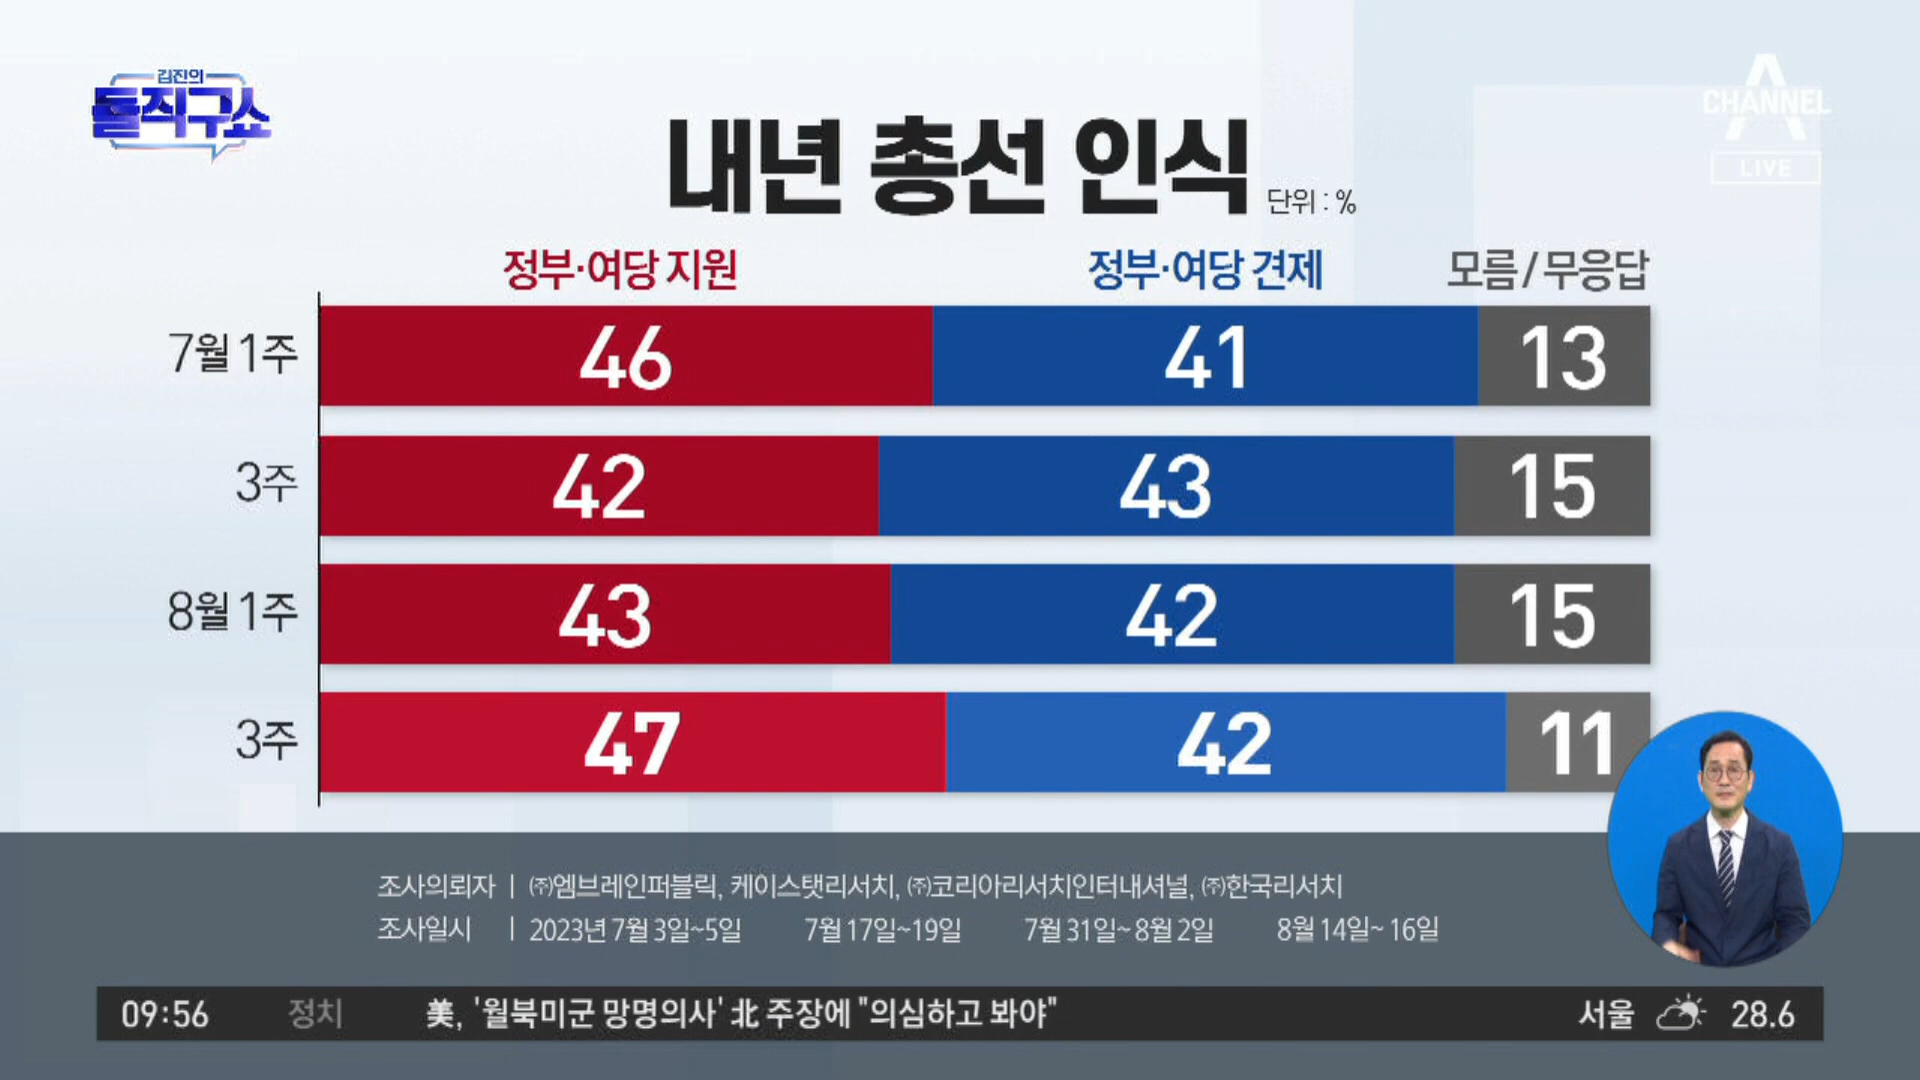 김진의
돌직구쇼
CHANNEL A
LIVE
내년 총선 인식 단위 : %
정부·여당 지원 정부·여당 견제 모름 / 무응답
7월 1주 46 41 13
3주 42 43 15
8월 1주 43 42 15
3주 47 42 11
조사의뢰자 | ㈜엠브레인퍼블릭, 케이스탯리서치, ㈜코리아리서치인터내셔널, ㈜한국리서치
조사일시 | 2023년 7월 3일~5일 7월 17일~19일 7월 31일~ 8월 2일 8월 14일~ 16일
09:56 정치 美, '월북미군 망명의사' 北 주장에 "의심하고 봐야" 서울 28.6